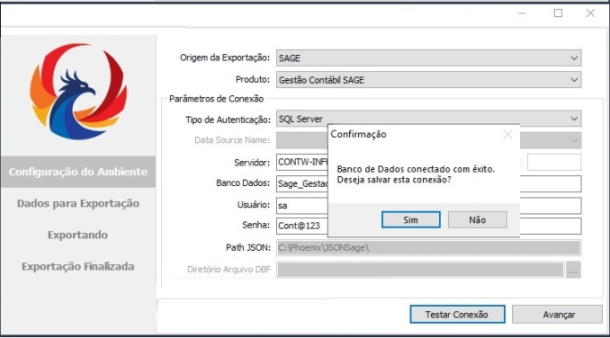 Origem da Exportação: SAGE
Produto: Gestão Contábil SAGE
Parâmetros de Conexão
Tipo de Autenticação: SQL Server
Data Source Name:
Confirmação
Banco de Dados conectado com êxito.
Deseja salvar esta conexão?
Sim Não
Servidor: CONTW-INF
Banco Dados: Sage_Gestao
Usuário: sa
Senha: Cont@123
Path JSON: C:\Phoenix\JSONSage\
Diretório Arquivo DBF ...
Configuração do Ambiente
Dados para Exportação
Exportando
Exportação Finalizada
Testar Conexão Avançar